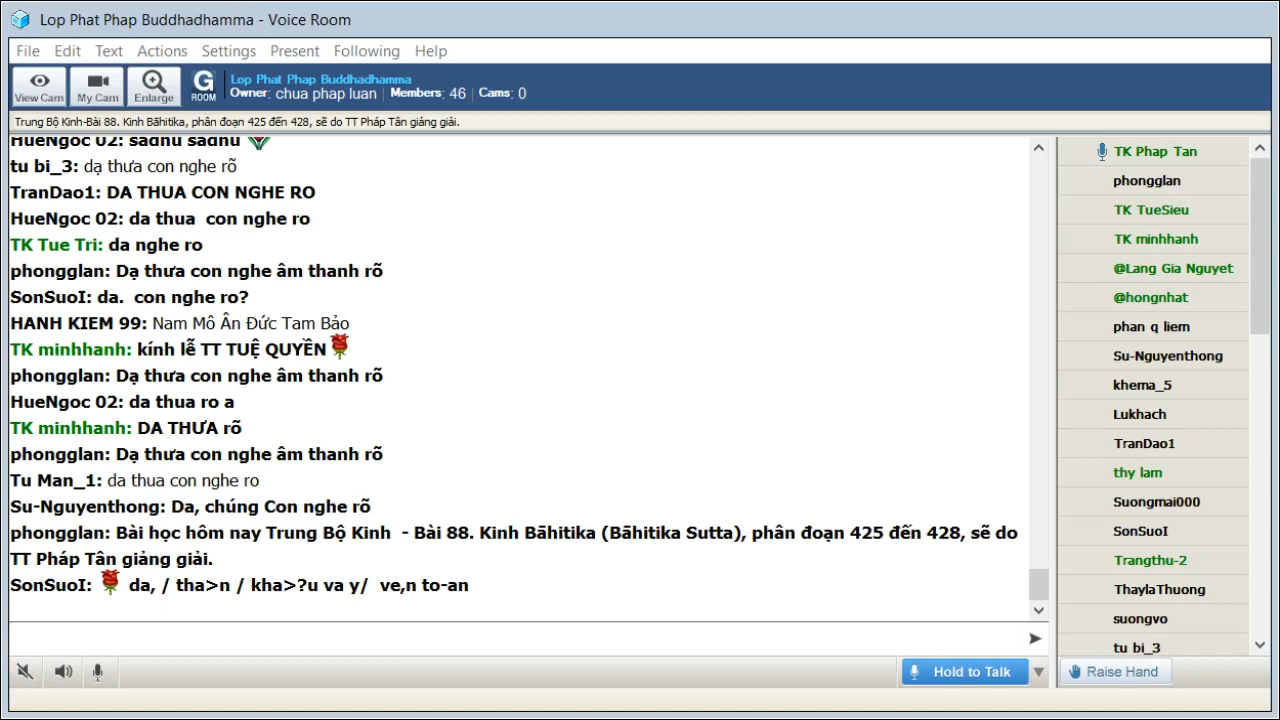 Lop Phat Phap Buddhadhamma - Voice Room
File Edit Text Actions Settings Present Following Help
View Cam My Cam Enlarge G ROOM
Lop Phat Phap Buddhadhamma
Owner: chua phap luan | Members: 46 | Cams: 0
Trung Bộ Kinh-Bài 88. Kinh Bāhitika, phân đoạn 425 đến 428, sẽ do TT Pháp Tân giảng giải.
HueNgoc 02: sadhu sadhu
tu bi_3: dạ thưa con nghe rõ
TranDao1: DA THUA CON NGHE RO
HueNgoc 02: da thua con nghe ro
TK Tue Tri: da nghe ro
phongglan: Dạ thưa con nghe âm thanh rõ
SonSuoI: da. con nghe ro?
HANH KIEM 99: Nam Mô Ân Đức Tam Bảo
TK minhhanh: kính lễ TT TUỆ QUYỀN
phongglan: Dạ thưa con nghe âm thanh rõ
HueNgoc 02: da thua ro a
TK minhhanh: DA THƯA rõ
phongglan: Dạ thưa con nghe âm thanh rõ
Tu Man_1: da thua con nghe ro
Su-Nguyenthong: Da, chúng Con nghe rõ
phongglan: Bài học hôm nay Trung Bộ Kinh - Bài 88. Kinh Bāhitika (Bāhitika Sutta), phân đoạn 425 đến 428, sẽ do
TT Pháp Tân giảng giải.
SonSuoI: da, / tha>n / kha>?u va y/ ve,n to-an
TK Phap Tan
phongglan
TK TueSieu
TK minhhanh
@Lang Gia Nguyet
@hongnhat
phan q liem
Su-Nguyenthong
khema_5
Lukhach
TranDao1
thy lam
Suongmai000
SonSuoI
Trangthu-2
ThaylaThuong
suongvo
tu bi_3
Hold to Talk
Raise Hand